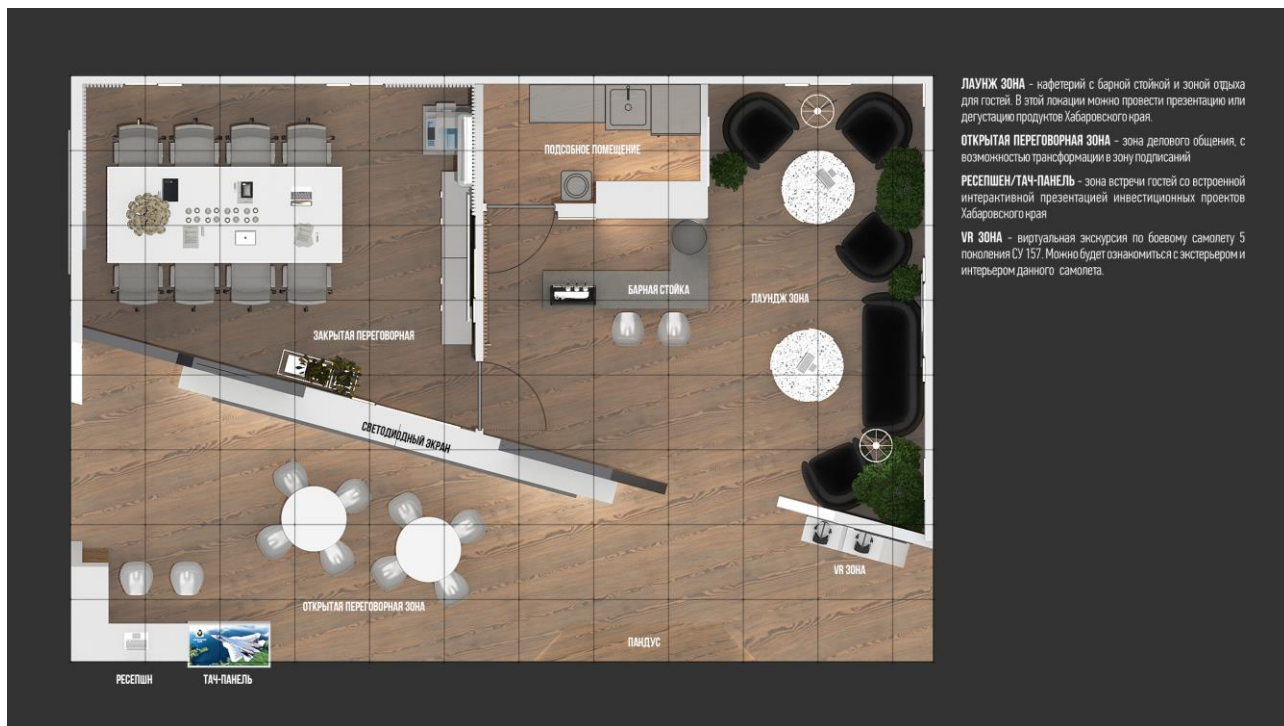 ЛАУНЖ ЗОНА - кафетерий с барной стойкой и зоной отдыха
для гостей. В этой локации можно провести презентацию или
дегустацию продуктов Хабаровского края.
ОТКРЫТАЯ ПЕРЕГОВОРНАЯ ЗОНА - зона делового общения, с
возможностью трансформации в зону подписаний
РЕСЕПШЕН/ТАЧ-ПАНЕЛЬ - зона встречи гостей со встроенной
интерактивной презентацией инвестиционных проектов
Хабаровского края
VR ЗОНА - виртуальная экскурсия по боевому самолету 5
поколения СУ 157. Можно будет ознакомиться с экстерьером и
интерьером данного самолета.
ПОДСОБНОЕ ПОМЕЩЕНИЕ
БАРНАЯ СТОЙКА
ЛАУНДЖ ЗОНА
ЗАКРЫТАЯ ПЕРЕГОВОРНАЯ
СВЕТОДИОДНЫЙ ЭКРАН
VR ЗОНА
ОТКРЫТАЯ ПЕРЕГОВОРНАЯ ЗОНА
ПАНДУС
РЕСЕПШН
ТАЧ-ПАНЕЛЬ